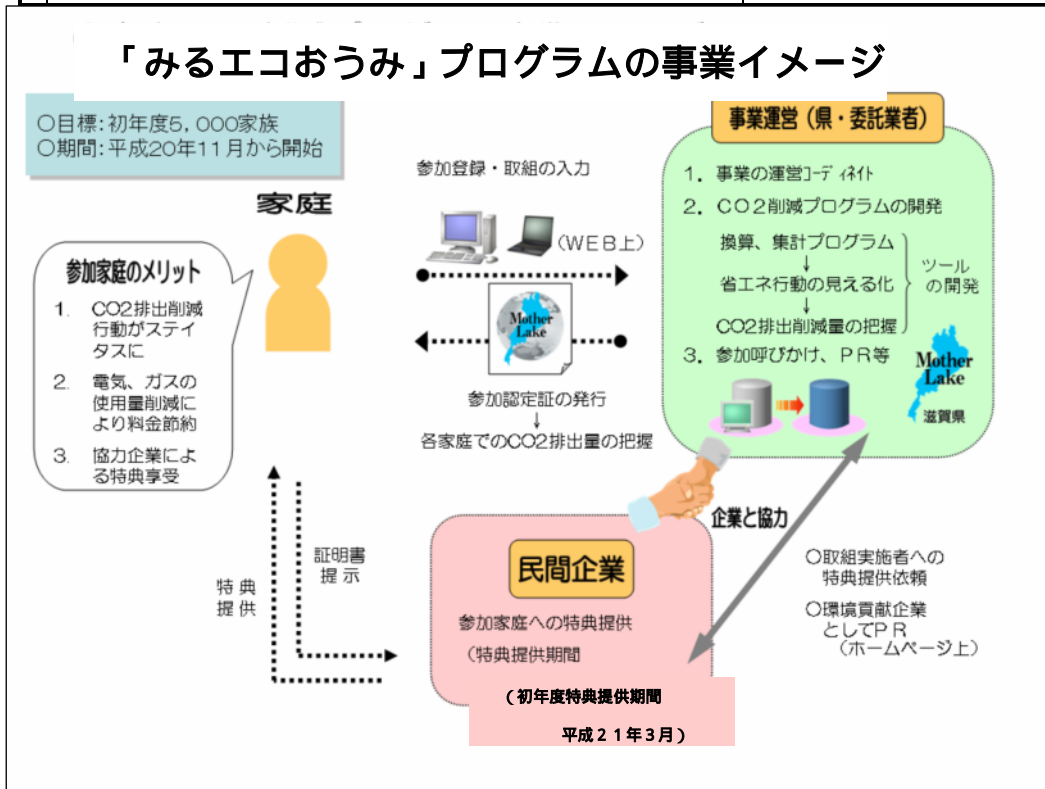 「みるエコおうみ」プログラムの事業イメージ
○目標：初年度5，000家族
○期間：平成20年11月から開始
家庭
参加家庭のメリット
1. CO2排出削減
行動がステイ
タスに
2. 電気、ガスの
使用量削減に
より料金節約
3. 協力企業によ
る特典享受
参加登録・取組の入力
（WEB上）
Mother
Lake
参加認定証の発行
↓
各家庭でのCO2排出量の把握
事業運営（県・委託業者）
1．事業の運営ｺｰﾃﾞｨﾈｲﾄ
2．CO2削減プログラムの開発
換算、集計プログラム
↓
省エネ行動の見える化
↓
CO2排出削減量の把握
ツール
の開発
3．参加呼びかけ、PR等
Mother
Lake
滋賀県
企業と協力
○取組実施者への
特典提供依頼
○環境貢献企業
としてPR
（ホームページ上）
特典
提供
証明書
提示
民間企業
参加家庭への特典提供
（特典提供期間
（初年度特典提供期間
平成２１年３月）